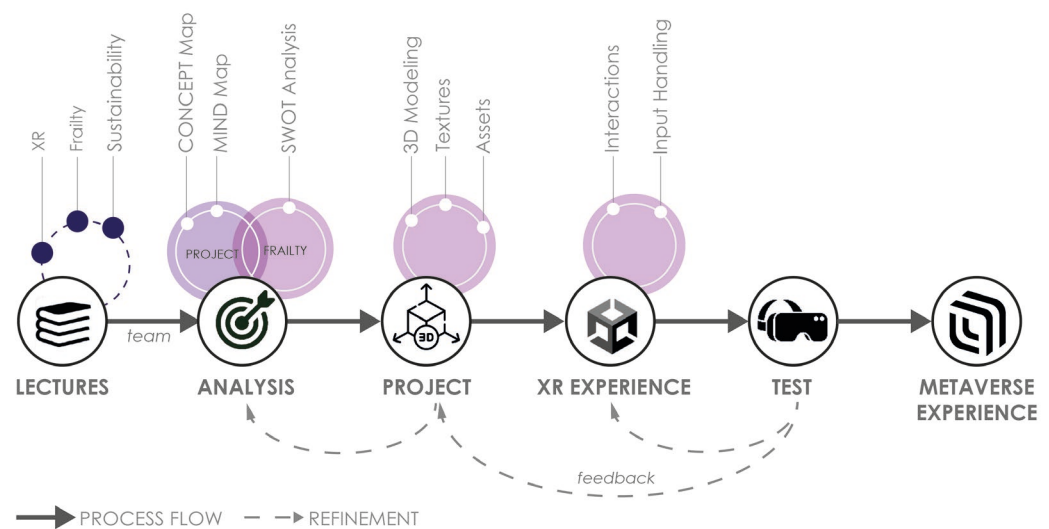 XR
Frailty
Sustainability
CONCEPT Map
MIND Map
SWOT Analysis
3D Modeling
Textures
Assets
Interactions
Input Handling
PROJECT
FRAILTY
team
3D
LECTURES
ANALYSIS
PROJECT
XR EXPERIENCE
TEST
METAVERSE
EXPERIENCE
feedback
PROCESS FLOW
REFINEMENT